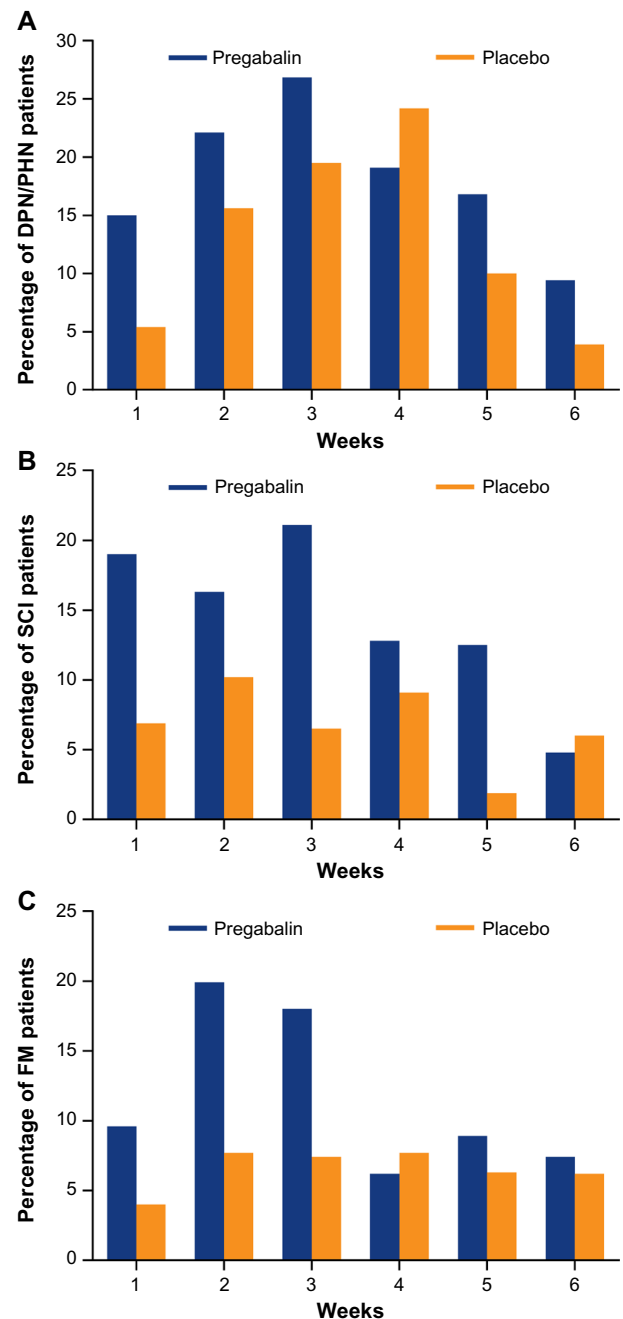 A
Pregabalin Placebo
Percentage of DPN/PHN patients
30
25
20
15
10
5
0
1 2 3 4 5 6
Weeks
B
Pregabalin Placebo
Percentage of SCI patients
25
20
15
10
5
0
1 2 3 4 5 6
Weeks
C
Pregabalin Placebo
Percentage of FM patients
25
20
15
10
5
0
1 2 3 4 5 6
Weeks